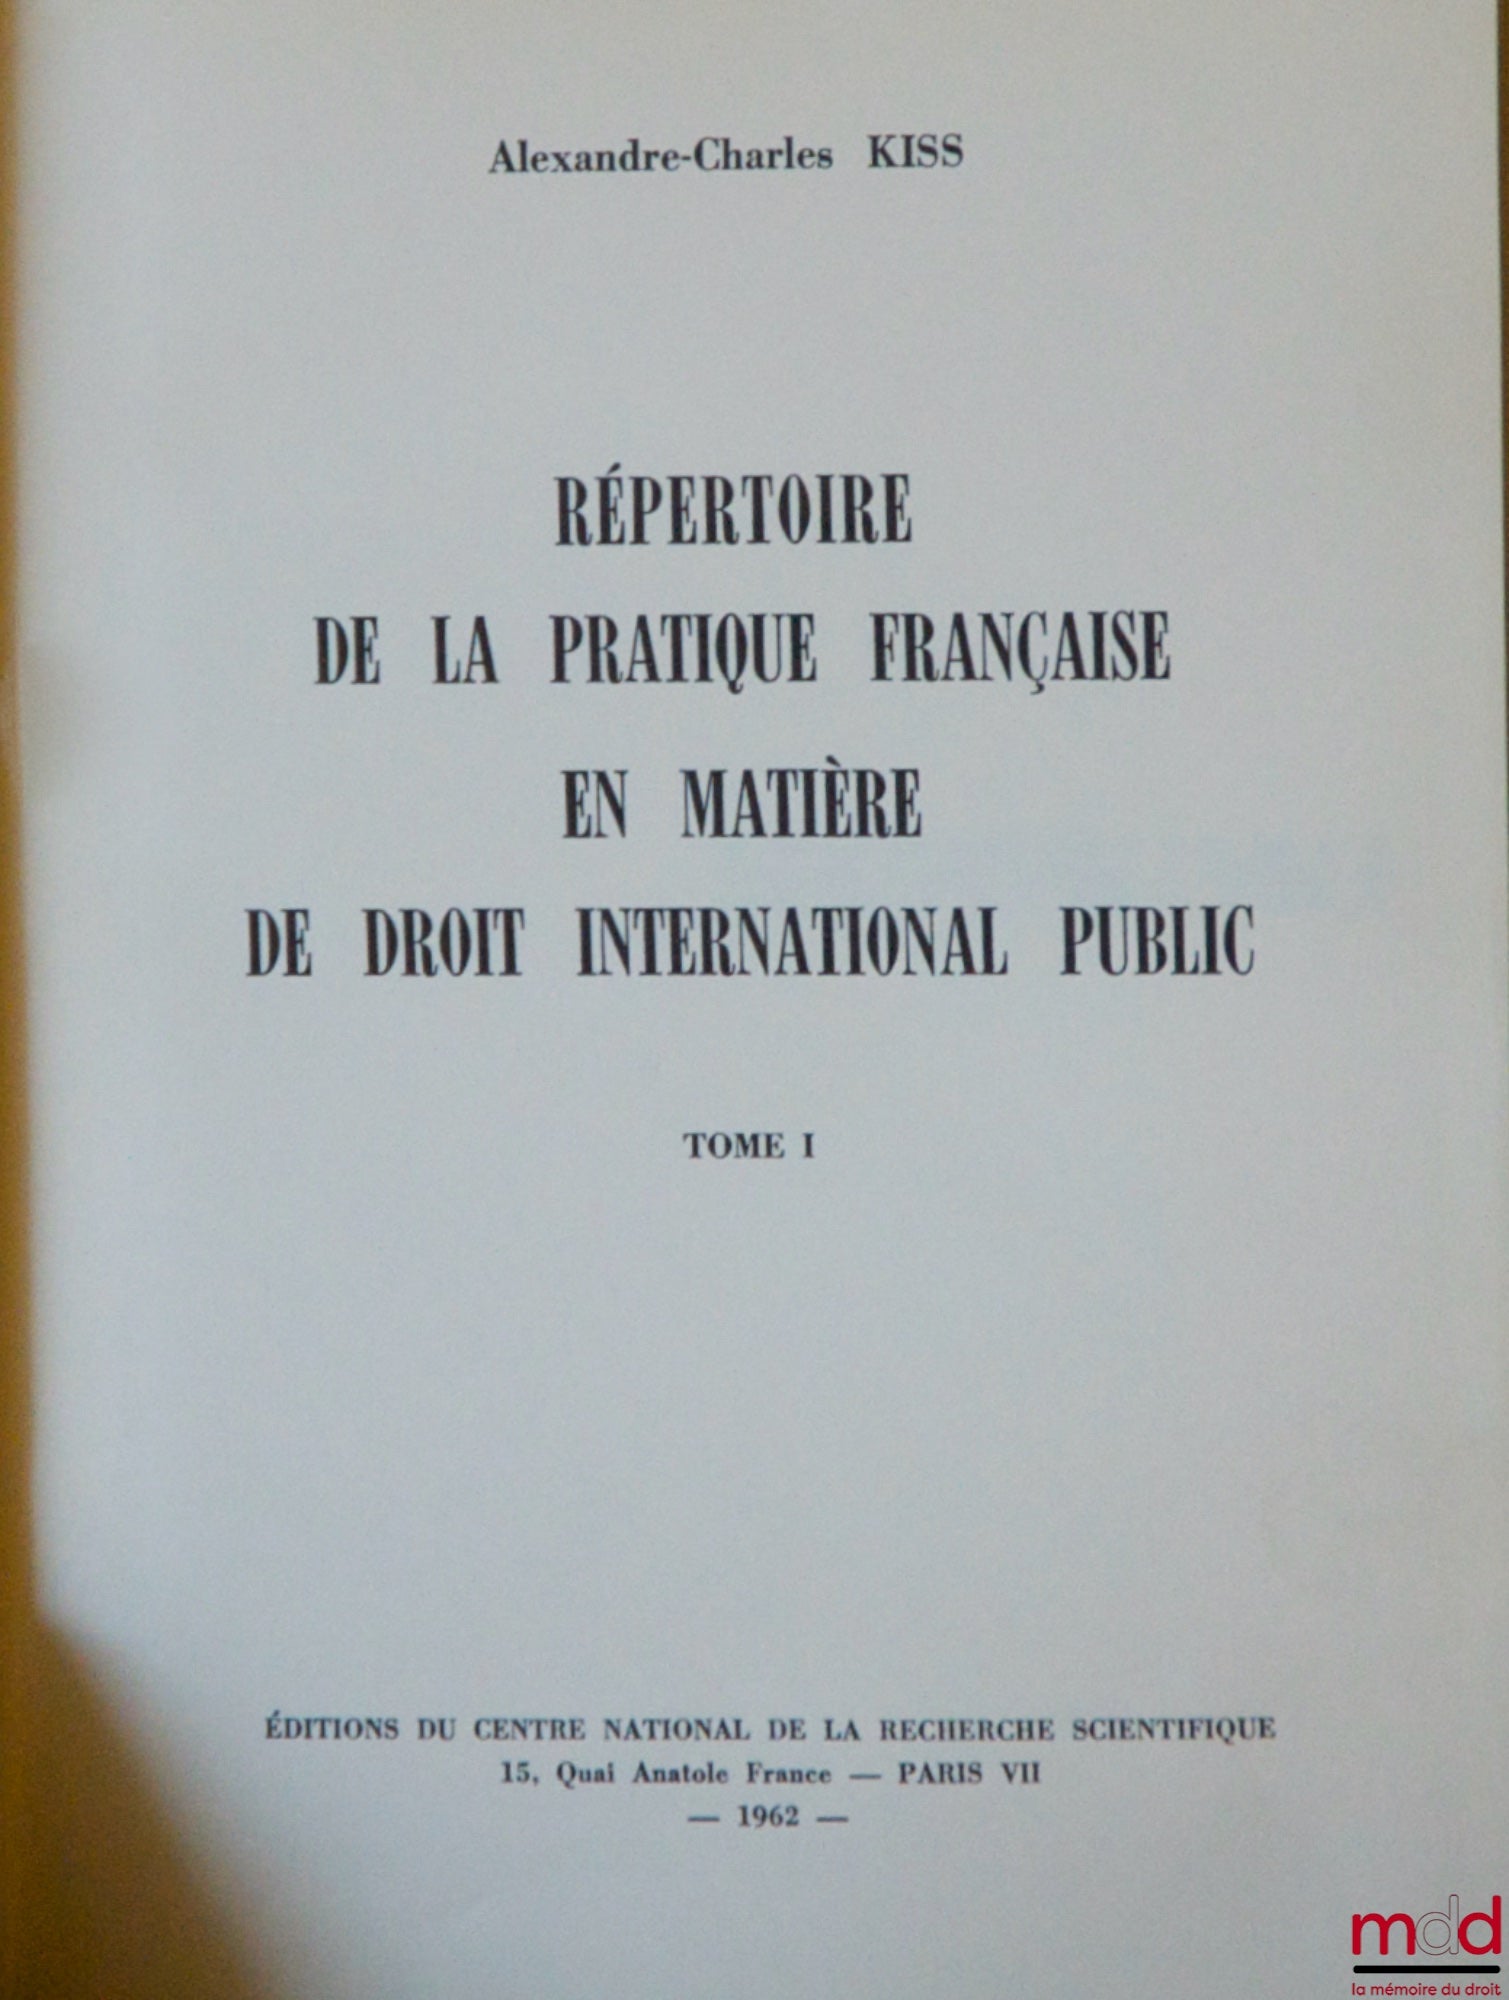 Alexandre-Charles KISS
RÉPERTOIRE
DE LA PRATIQUE FRANÇAISE
EN MATIÈRE
DE DROIT INTERNATIONAL PUBLIC
TOME I
ÉDITIONS DU CENTRE NATIONAL DE LA RECHERCHE SCIENTIFIQUE
15, Quai Anatole France — PARIS VII
— 1962 —
mdd
la mémoire du droit